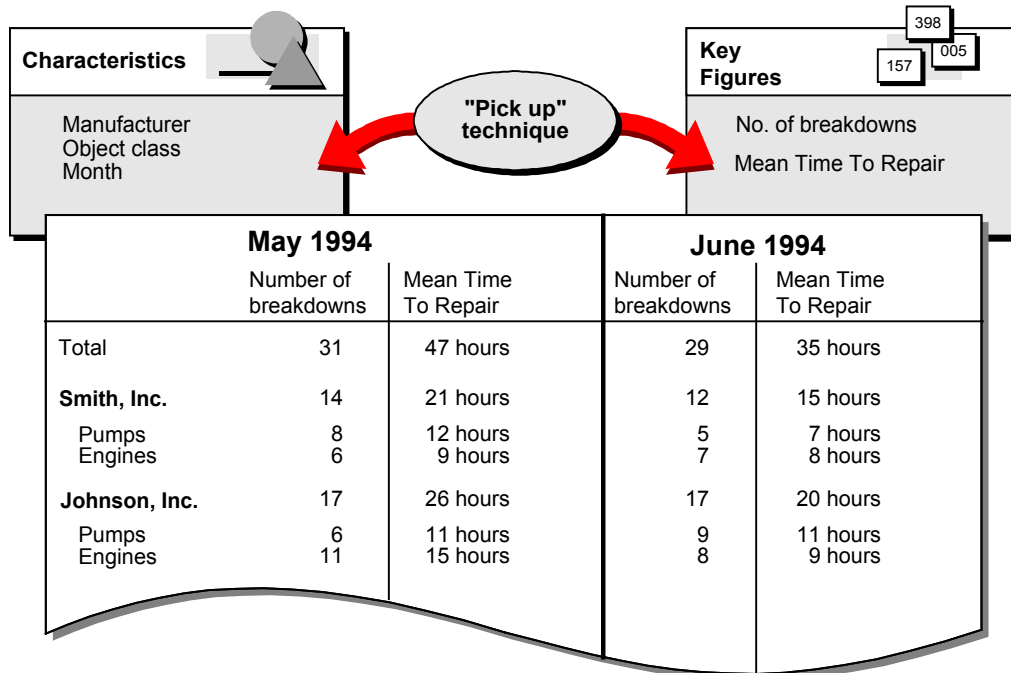 Characteristics
Manufacturer
Object class
Month
"Pick up"
technique
Key
Figures
398
005
157
No. of breakdowns
Mean Time To Repair
May 1994 June 1994
Number of Mean Time Number of Mean Time
breakdowns To Repair breakdowns To Repair
Total 31 47 hours 29 35 hours
Smith, Inc. 14 21 hours 12 15 hours
Pumps 8 12 hours 5 7 hours
Engines 6 9 hours 7 8 hours
Johnson, Inc. 17 26 hours 17 20 hours
Pumps 6 11 hours 9 11 hours
Engines 11 15 hours 8 9 hours